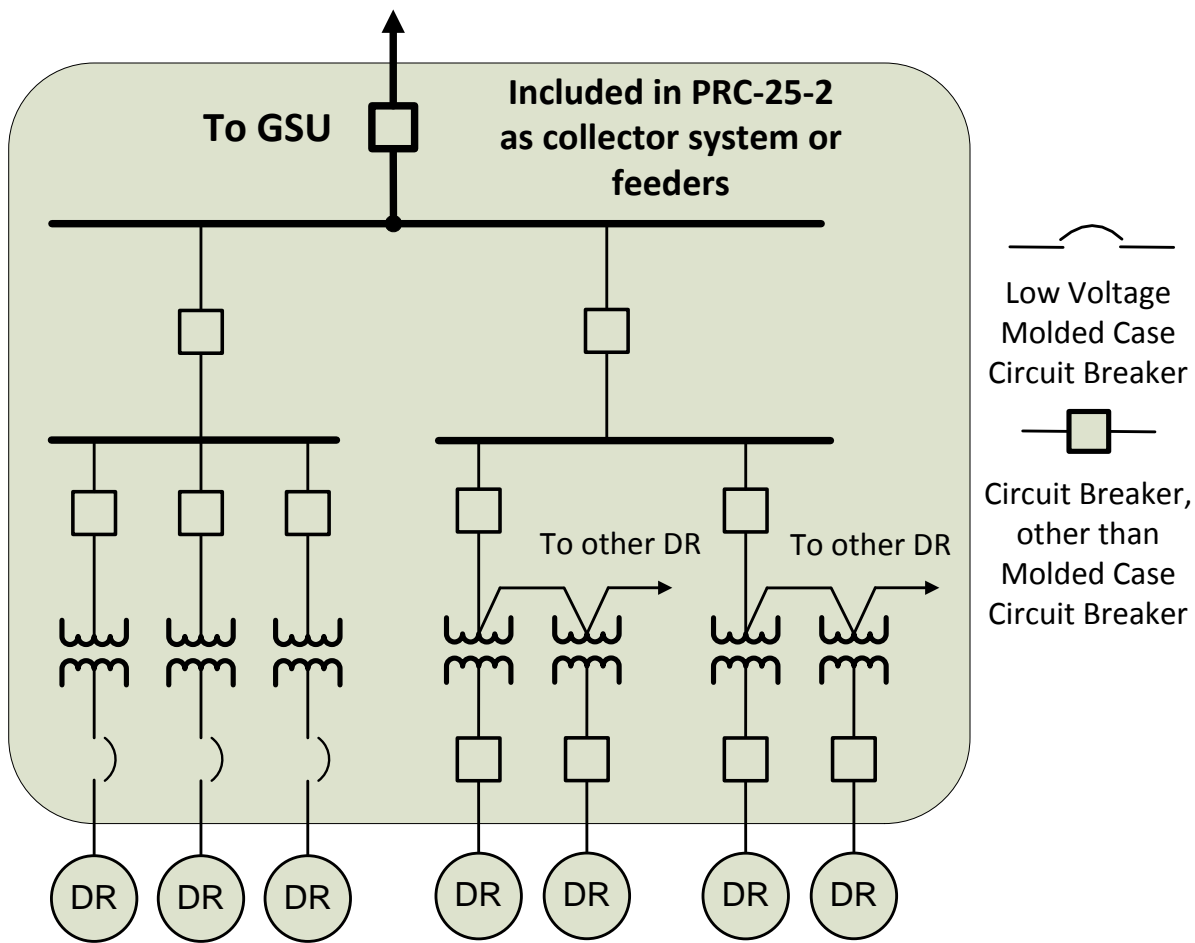 To GSU
Included in PRC-25-2
as collector system or
feeders
Low Voltage
Molded Case
Circuit Breaker
Circuit Breaker,
other than
Molded Case
Circuit Breaker
To other DR
To other DR
DR
DR
DR
DR
DR
DR
DR